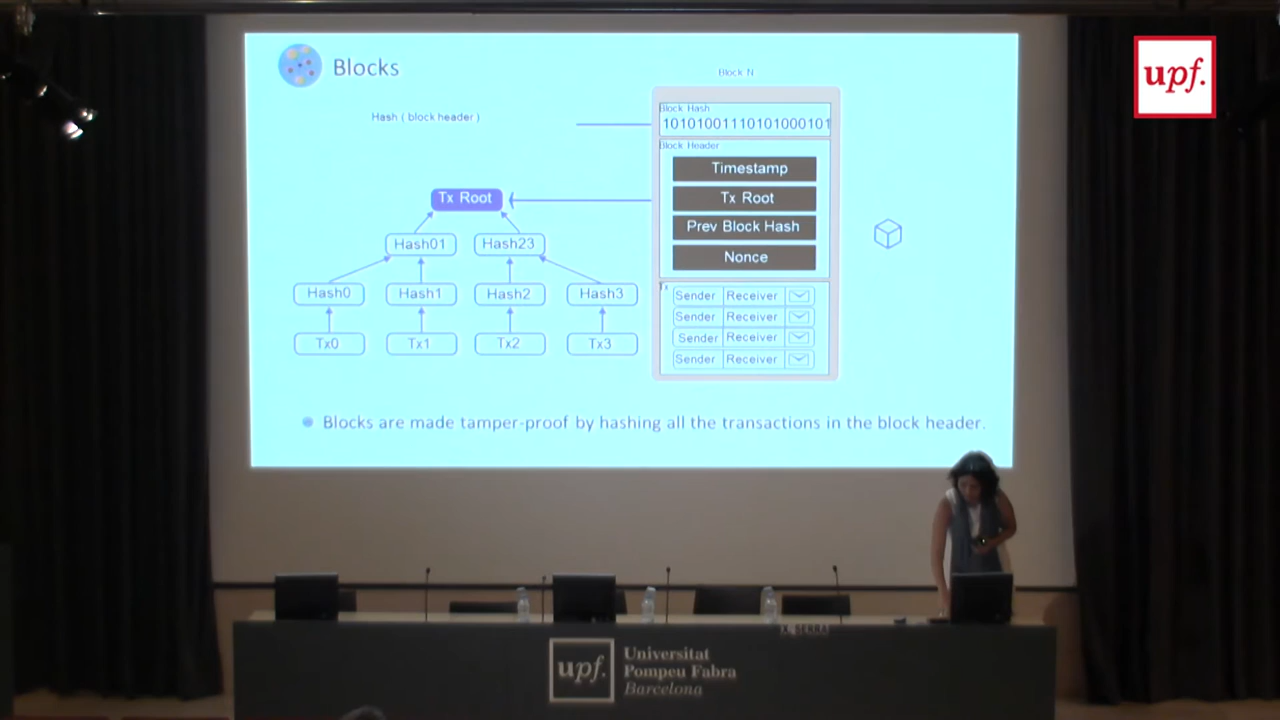 upf.
Blocks
Block N
Hash ( block header )
Block Hash
10101001110101000101
Block Header
Timestamp
Tx Root
Prev Block Hash
Nonce
Tx Root
Hash01
Hash23
Hash0
Hash1
Hash2
Hash3
Tx0
Tx1
Tx2
Tx3
Tx
Sender Receiver
Sender Receiver
Sender Receiver
Sender Receiver
Blocks are made tamper-proof by hashing all the transactions in the block header.
X. SERRA
upf.
Universitat
Pompeu Fabra
Barcelona